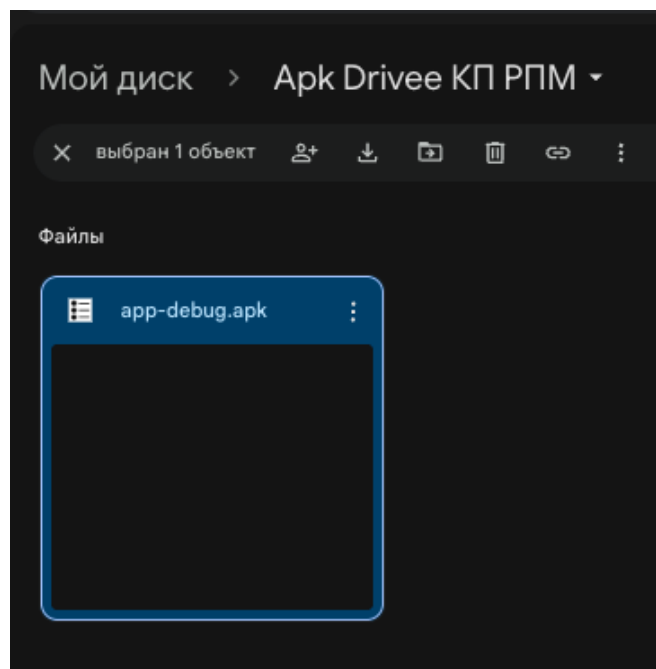 Мой диск > Apk Drivee КП РПМ
выбран 1 объект
Файлы
app-debug.apk